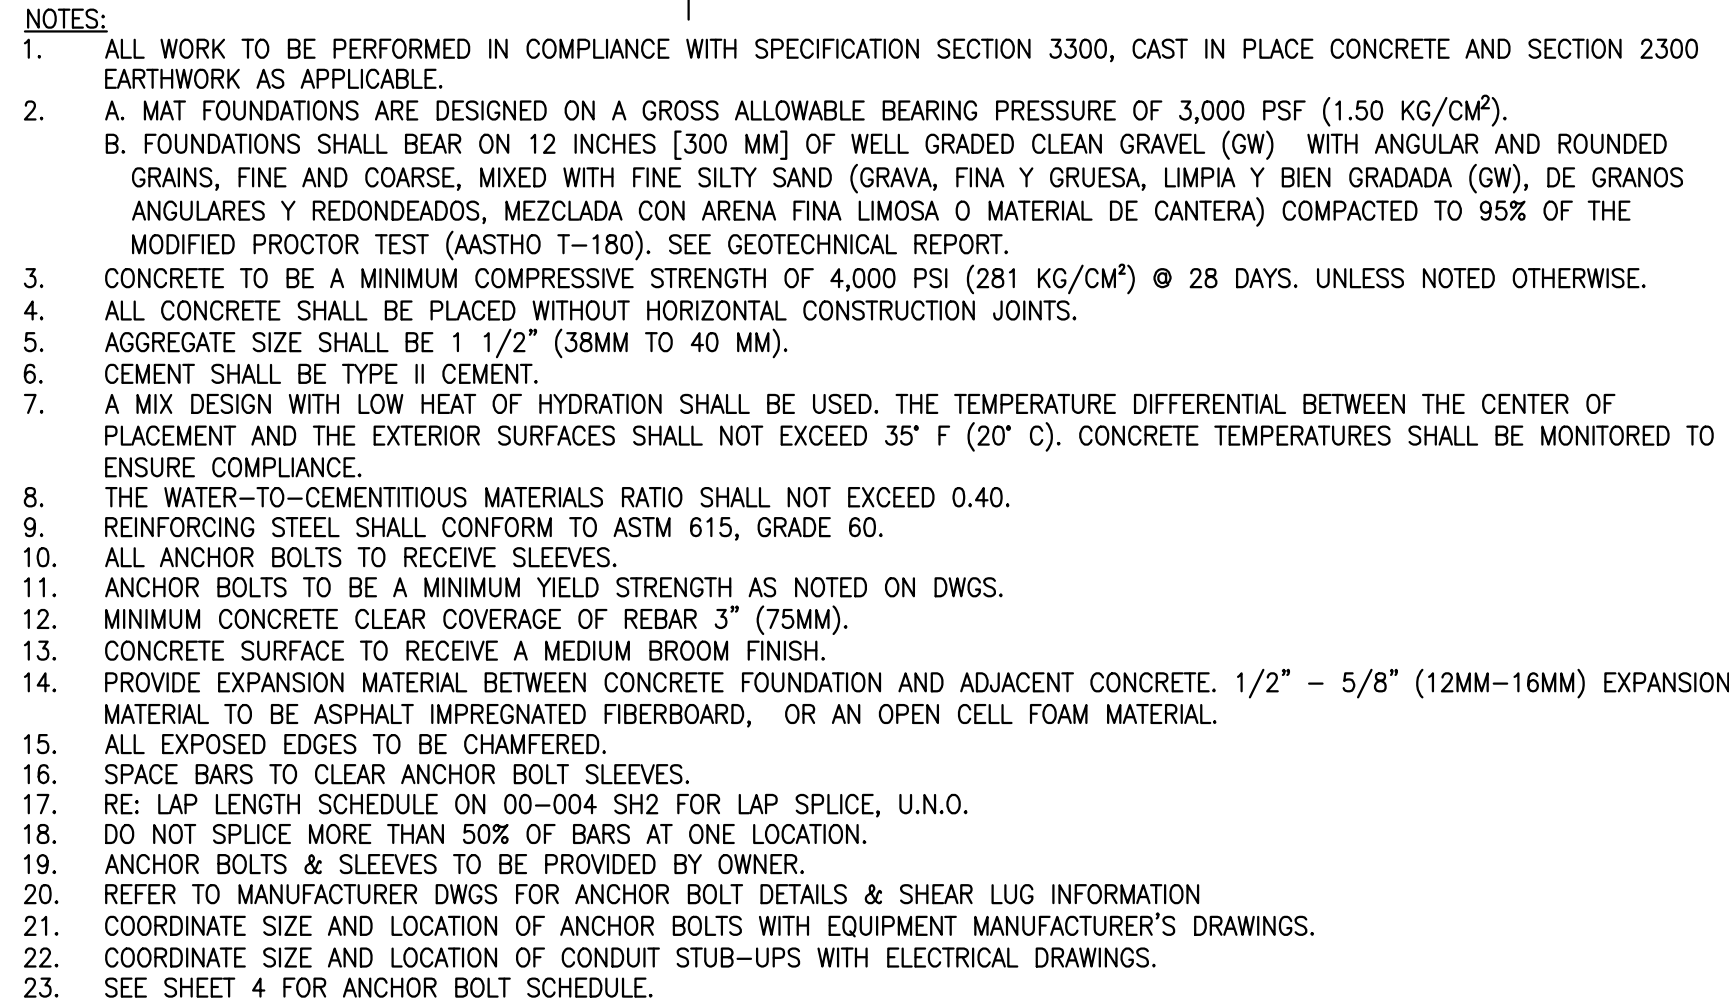 NOTES:
1. ALL WORK TO BE PERFORMED IN COMPLIANCE WITH SPECIFICATION SECTION 3300, CAST IN PLACE CONCRETE AND SECTION 2300
EARTHWORK AS APPLICABLE.
2. A. MAT FOUNDATIONS ARE DESIGNED ON A GROSS ALLOWABLE BEARING PRESSURE OF 3,000 PSF (1.50 KG/CM²).
B. FOUNDATIONS SHALL BEAR ON 12 INCHES [300 MM] OF WELL GRADED CLEAN GRAVEL (GW) WITH ANGULAR AND ROUNDED
GRAINS, FINE AND COARSE, MIXED WITH FINE SILTY SAND (GRAVA, FINA Y GRUESA, LIMPIA Y BIEN GRADADA (GW), DE GRANOS
ANGULARES Y REDONDEADOS, MEZCLADA CON ARENA FINA LIMOSA O MATERIAL DE CANTERA) COMPACTED TO 95% OF THE
MODIFIED PROCTOR TEST (AASTHO T-180). SEE GEOTECHNICAL REPORT.
3. CONCRETE TO BE A MINIMUM COMPRESSIVE STRENGTH OF 4,000 PSI (281 KG/CM²) @ 28 DAYS. UNLESS NOTED OTHERWISE.
4. ALL CONCRETE SHALL BE PLACED WITHOUT HORIZONTAL CONSTRUCTION JOINTS.
5. AGGREGATE SIZE SHALL BE 1 1/2" (38MM TO 40 MM).
6. CEMENT SHALL BE TYPE II CEMENT.
7. A MIX DESIGN WITH LOW HEAT OF HYDRATION SHALL BE USED. THE TEMPERATURE DIFFERENTIAL BETWEEN THE CENTER OF
PLACEMENT AND THE EXTERIOR SURFACES SHALL NOT EXCEED 35° F (20° C). CONCRETE TEMPERATURES SHALL BE MONITORED TO
ENSURE COMPLIANCE.
8. THE WATER-TO-CEMENTITIOUS MATERIALS RATIO SHALL NOT EXCEED 0.40.
9. REINFORCING STEEL SHALL CONFORM TO ASTM 615, GRADE 60.
10. ALL ANCHOR BOLTS TO RECEIVE SLEEVES.
11. ANCHOR BOLTS TO BE A MINIMUM YIELD STRENGTH AS NOTED ON DWGS.
12. MINIMUM CONCRETE CLEAR COVERAGE OF REBAR 3" (75MM).
13. CONCRETE SURFACE TO RECEIVE A MEDIUM BROOM FINISH.
14. PROVIDE EXPANSION MATERIAL BETWEEN CONCRETE FOUNDATION AND ADJACENT CONCRETE. 1/2" - 5/8" (12MM-16MM) EXPANSION
MATERIAL TO BE ASPHALT IMPREGNATED FIBERBOARD, OR AN OPEN CELL FOAM MATERIAL.
15. ALL EXPOSED EDGES TO BE CHAMFERED.
16. SPACE BARS TO CLEAR ANCHOR BOLT SLEEVES.
17. RE: LAP LENGTH SCHEDULE ON 00-004 SH2 FOR LAP SPLICE, U.N.O.
18. DO NOT SPLICE MORE THAN 50% OF BARS AT ONE LOCATION.
19. ANCHOR BOLTS & SLEEVES TO BE PROVIDED BY OWNER.
20. REFER TO MANUFACTURER DWGS FOR ANCHOR BOLT DETAILS & SHEAR LUG INFORMATION
21. COORDINATE SIZE AND LOCATION OF ANCHOR BOLTS WITH EQUIPMENT MANUFACTURER'S DRAWINGS.
22. COORDINATE SIZE AND LOCATION OF CONDUIT STUB-UPS WITH ELECTRICAL DRAWINGS.
23. SEE SHEET 4 FOR ANCHOR BOLT SCHEDULE.